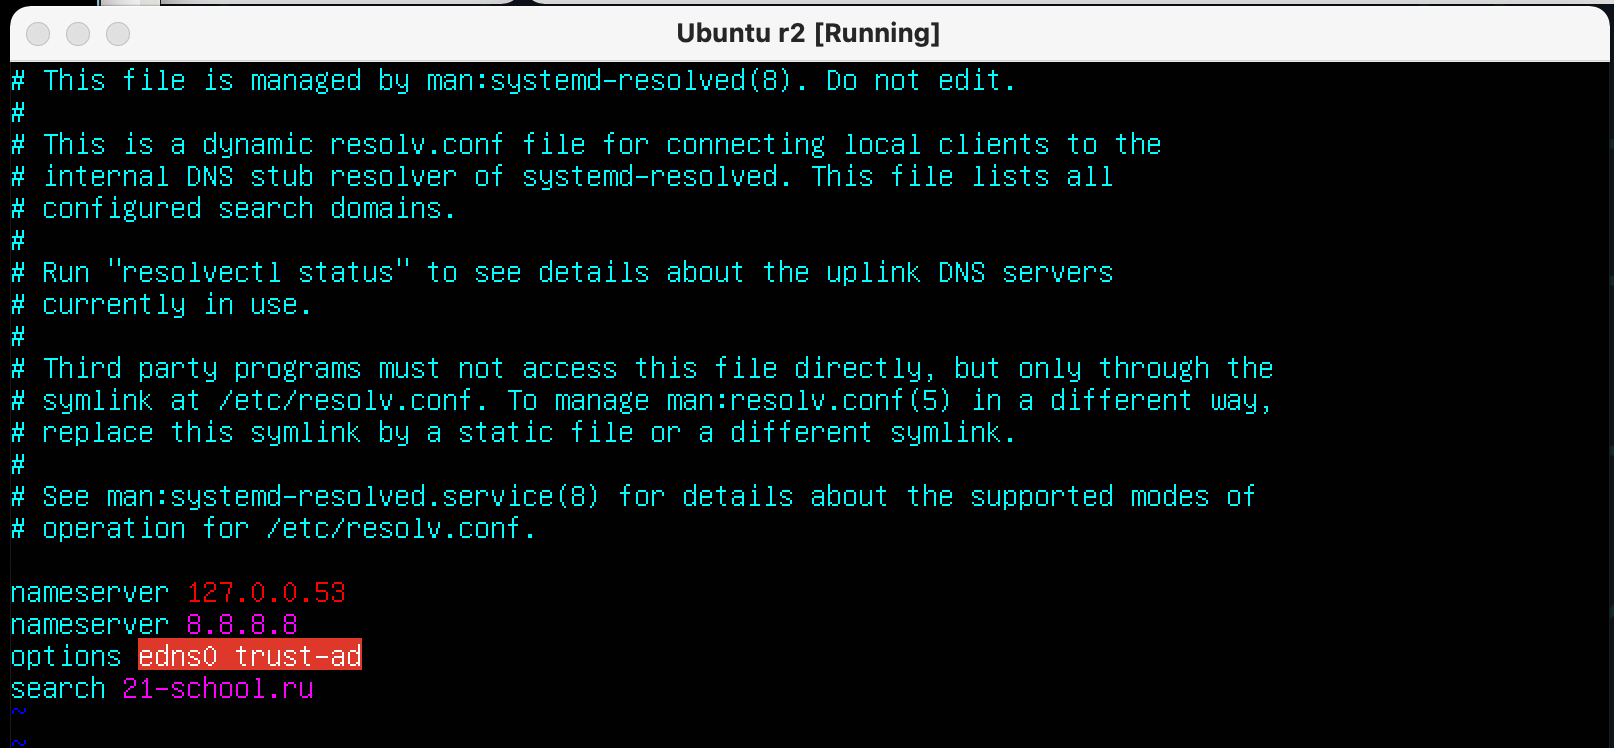 Ubuntu r2 [Running]
# This file is managed by man:systemd-resolved(8). Do not edit.
#
# This is a dynamic resolv.conf file for connecting local clients to the
# internal DNS stub resolver of systemd-resolved. This file lists all
# configured search domains.
#
# Run "resolvectl status" to see details about the uplink DNS servers
# currently in use.
#
# Third party programs must not access this file directly, but only through the
# symlink at /etc/resolv.conf. To manage man:resolv.conf(5) in a different way,
# replace this symlink by a static file or a different symlink.
#
# See man:systemd-resolved.service(8) for details about the supported modes of
# operation for /etc/resolv.conf.

nameserver 127.0.0.53
nameserver 8.8.8.8
options edns0 trust-ad
search 21-school.ru
~
~